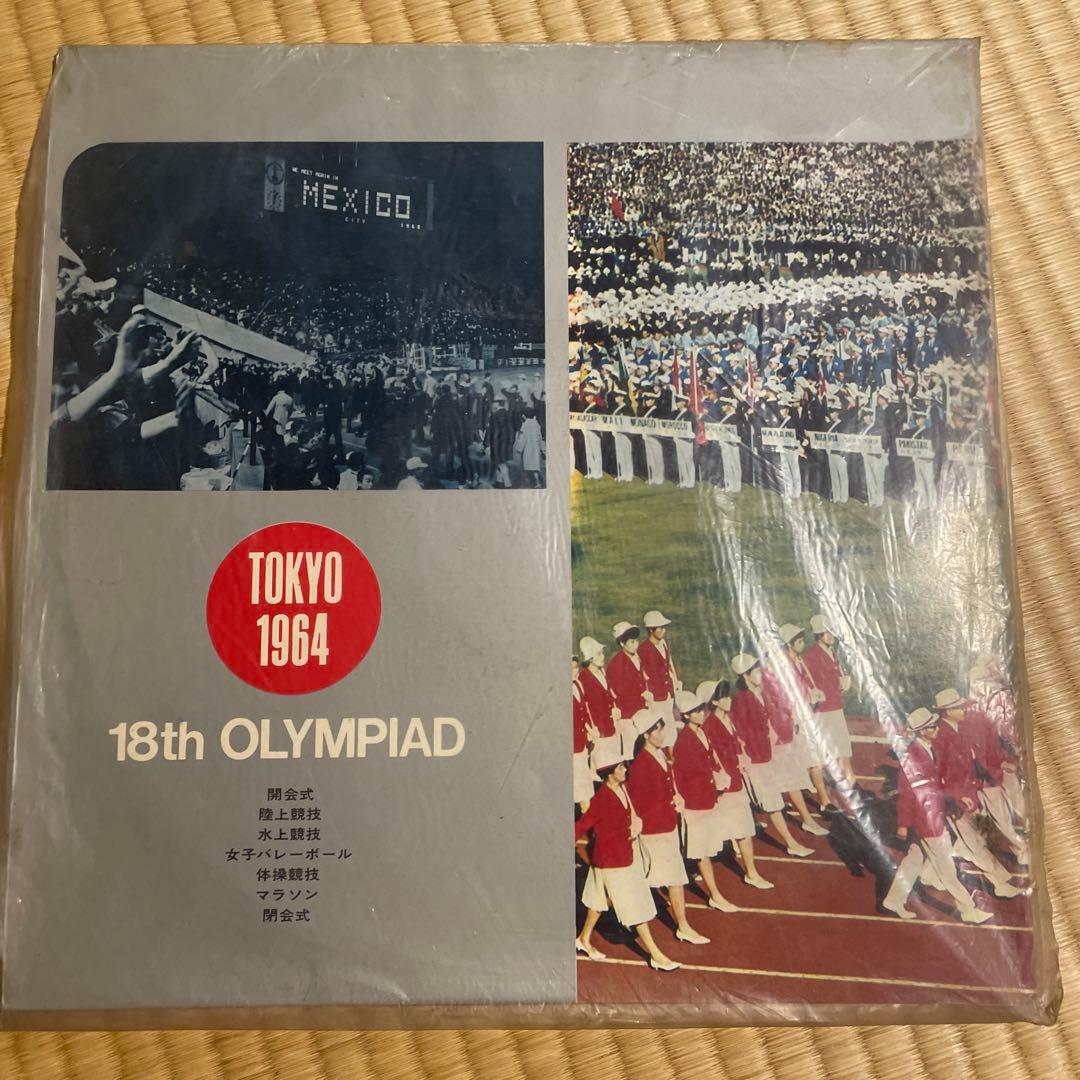 WE MEET AGAIN IN
MEXICO
CITY 1968
MALI
MONACO
MOROCCO
NIGERIA
PAKISTAN
TOKYO
1964
18th OLYMPIAD
開会式
陸上競技
水上競技
女子バレーボール
体操競技
マラソン
閉会式